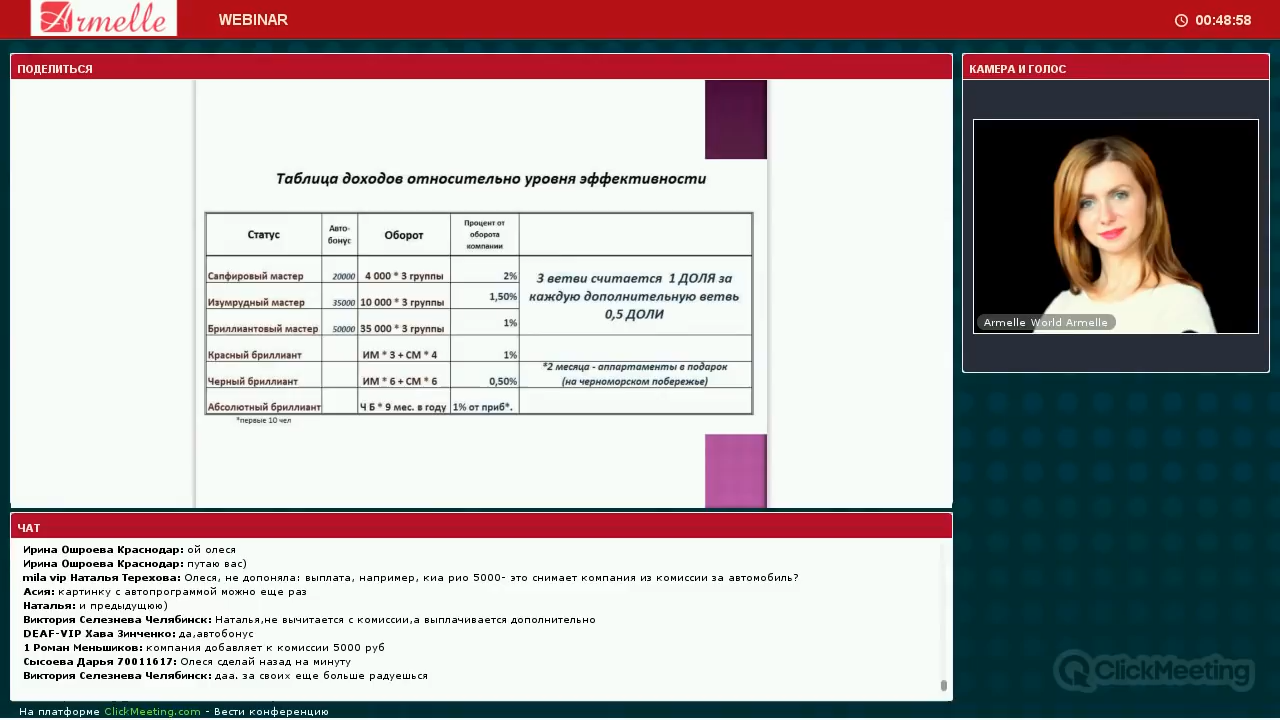 Armelle
WEBINAR
00:48:58
ПОДЕЛИТЬСЯ
Таблица доходов относительно уровня эффективности
Статус
Авто-
бонус
Оборот
Процент от
оборота
компании
Сапфировый мастер 20000 4 000 * 3 группы 2%
Изумрудный мастер 35000 10 000 * 3 группы 1,50%
Бриллиантовый мастер 50000 35 000 * 3 группы 1%
3 ветви считается 1 ДОЛЯ за
каждую дополнительную ветвь
0,5 ДОЛИ
Красный бриллиант ИМ * 3 + СМ * 4 1%
Черный бриллиант ИМ * 6 + СМ * 6 0,50%
*2 месяца - аппартаменты в подарок
(на черноморском побережье)
Абсолютный бриллиант Ч Б * 9 мес. в году 1% от приб*.
*первые 10 чел
КАМЕРА И ГОЛОС
Armelle World Armelle
ЧАТ
Ирина Ошроева Краснодар: ой олеся
Ирина Ошроева Краснодар: путаю вас)
mila vip Наталья Терехова: Олеся, не допоняла: выплата, например, киа рио 5000- это снимает компания из комиссии за автомобиль?
Асия: картинку с автопрограммой можно еще раз
Наталья: и предыдущюю)
Виктория Селезнева Челябинск: Наталья,не вычитается с комиссии,а выплачивается дополнительно
DEAF-VIP Хава Зинченко: да,автобонус
1 Роман Меньшиков: компания добавляет к комиссии 5000 руб
Сысоева Дарья 70011617: Олеся сделай назад на минуту
Виктория Селезнева Челябинск: даа. за своих еще больше радуешься
ClickMeeting
На платформе ClickMeeting.com - Вести конференцию